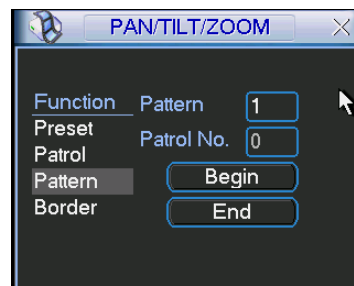 PAN/TILT/ZOOM
Function
Preset
Patrol
Pattern
Border
Pattern 1
Patrol No. 0
Begin
End